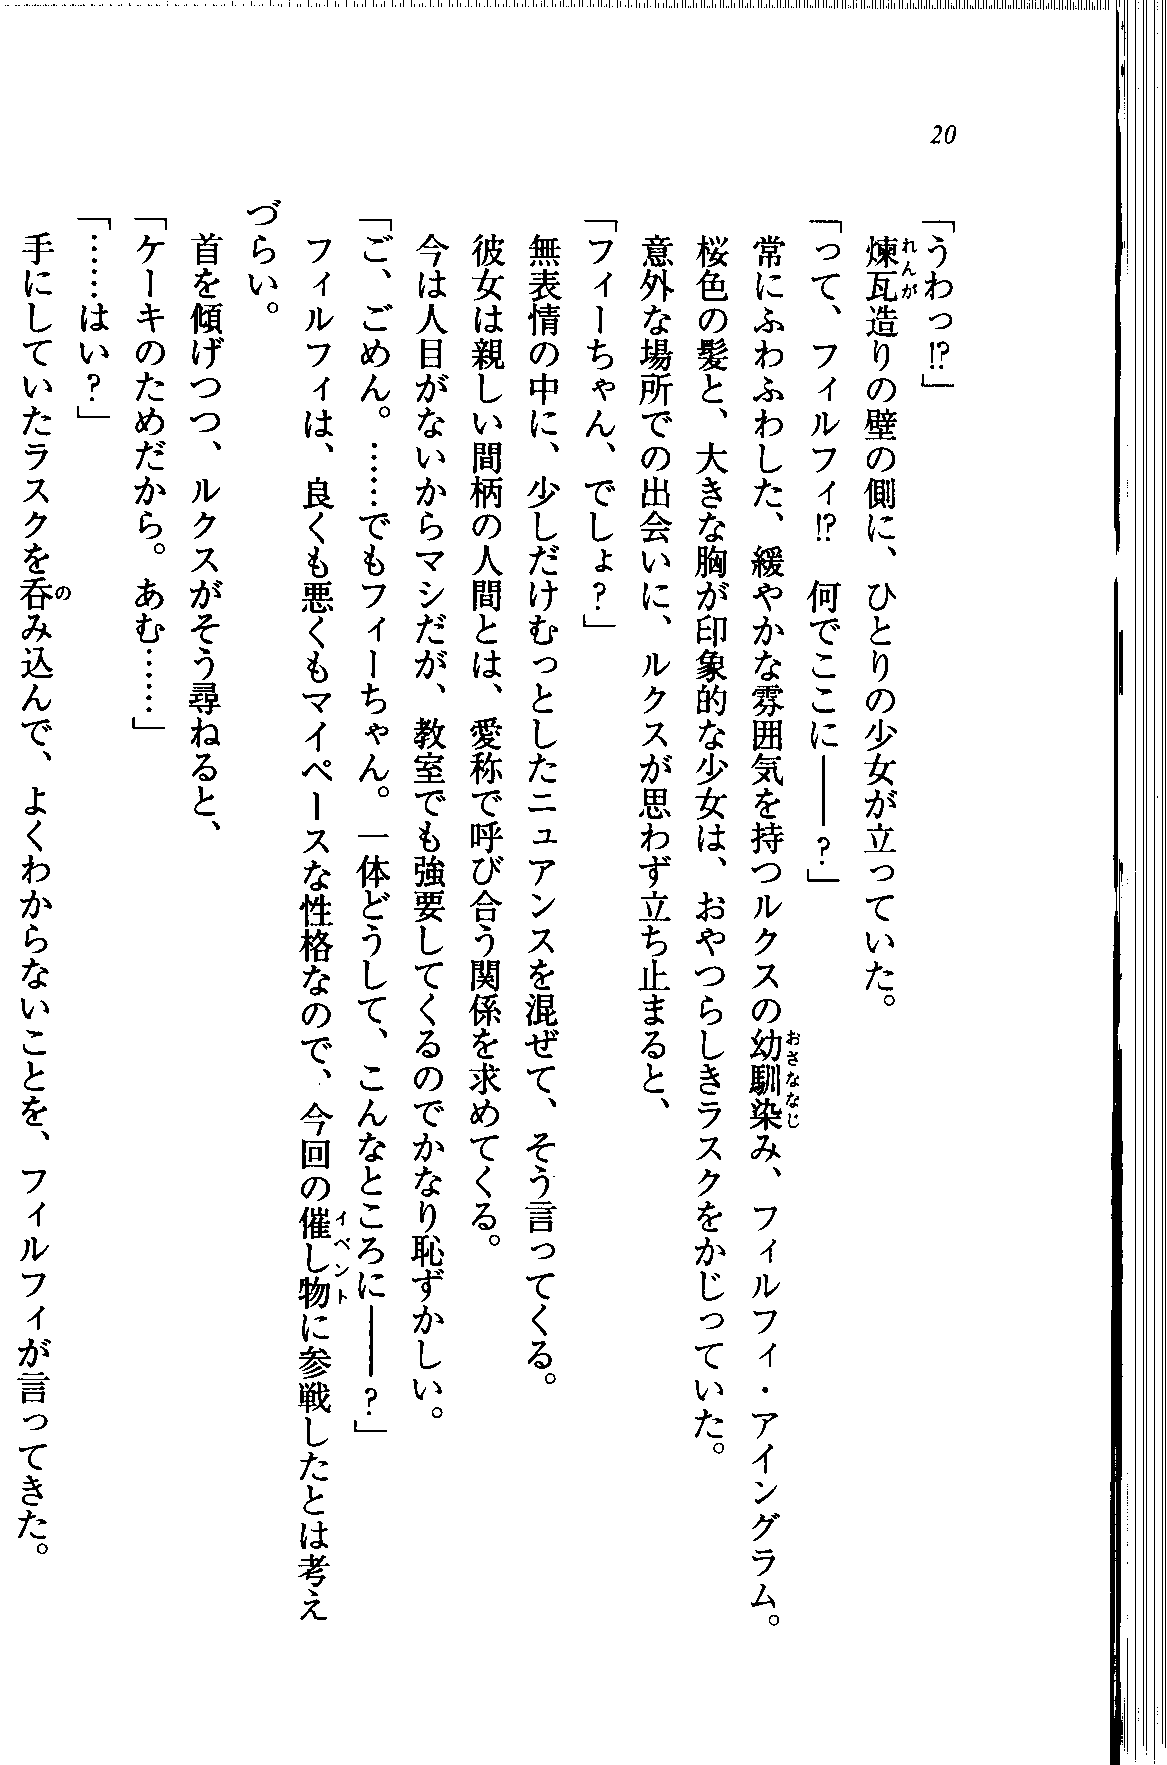 20
「うわっ!?」
煉瓦造りの壁の側に、ひとりの少女が立っていた。
「って、フィルフィ!?　何でここに――？」
常にふわふわした、緩やかな雰囲気を持つルクスの幼馴染み、フィルフィ・アイングラム。
桜色の髪と、大きな胸が印象的な少女は、おやつらしきラスクをかじっていた。
意外な場所での出会いに、ルクスが思わず立ち止まると、
「フィーちゃん、でしょ？」
無表情の中に、少しだけむっとしたニュアンスを混ぜて、そう言ってくる。
彼女は親しい間柄の人間とは、愛称で呼び合う関係を求めてくる。
今は人目がないからマシだが、教室でも強要してくるのでかなり恥ずかしい。
「ご、ごめん。……でもフィーちゃん。一体どうして、こんなところに――？」
フィルフィは、良くも悪くもマイペースな性格なので、今回の催し物に参戦したとは考え
づらい。
首を傾げつつ、ルクスがそう尋ねると、
「ケーキのためだから。あむ……」
「……はい？」
手にしていたラスクを呑み込んで、よくわからないことを、フィルフィが言ってきた。
れんが
おさななじ
イベント
の